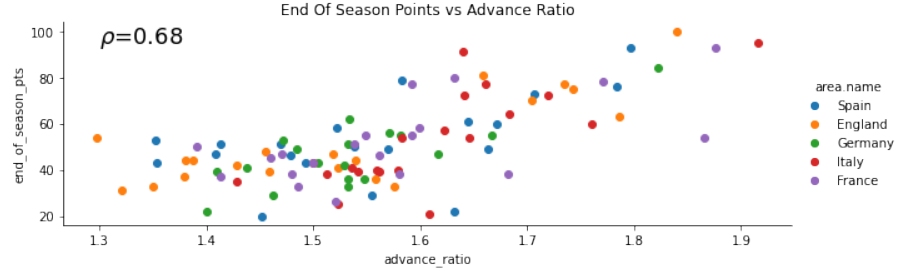 End Of Season Points vs Advance Ratio
ρ=0.68
end_of_season_pts
100
80
60
40
20
1.3 1.4 1.5 1.6 1.7 1.8 1.9
advance_ratio
area.name
Spain
England
Germany
Italy
France